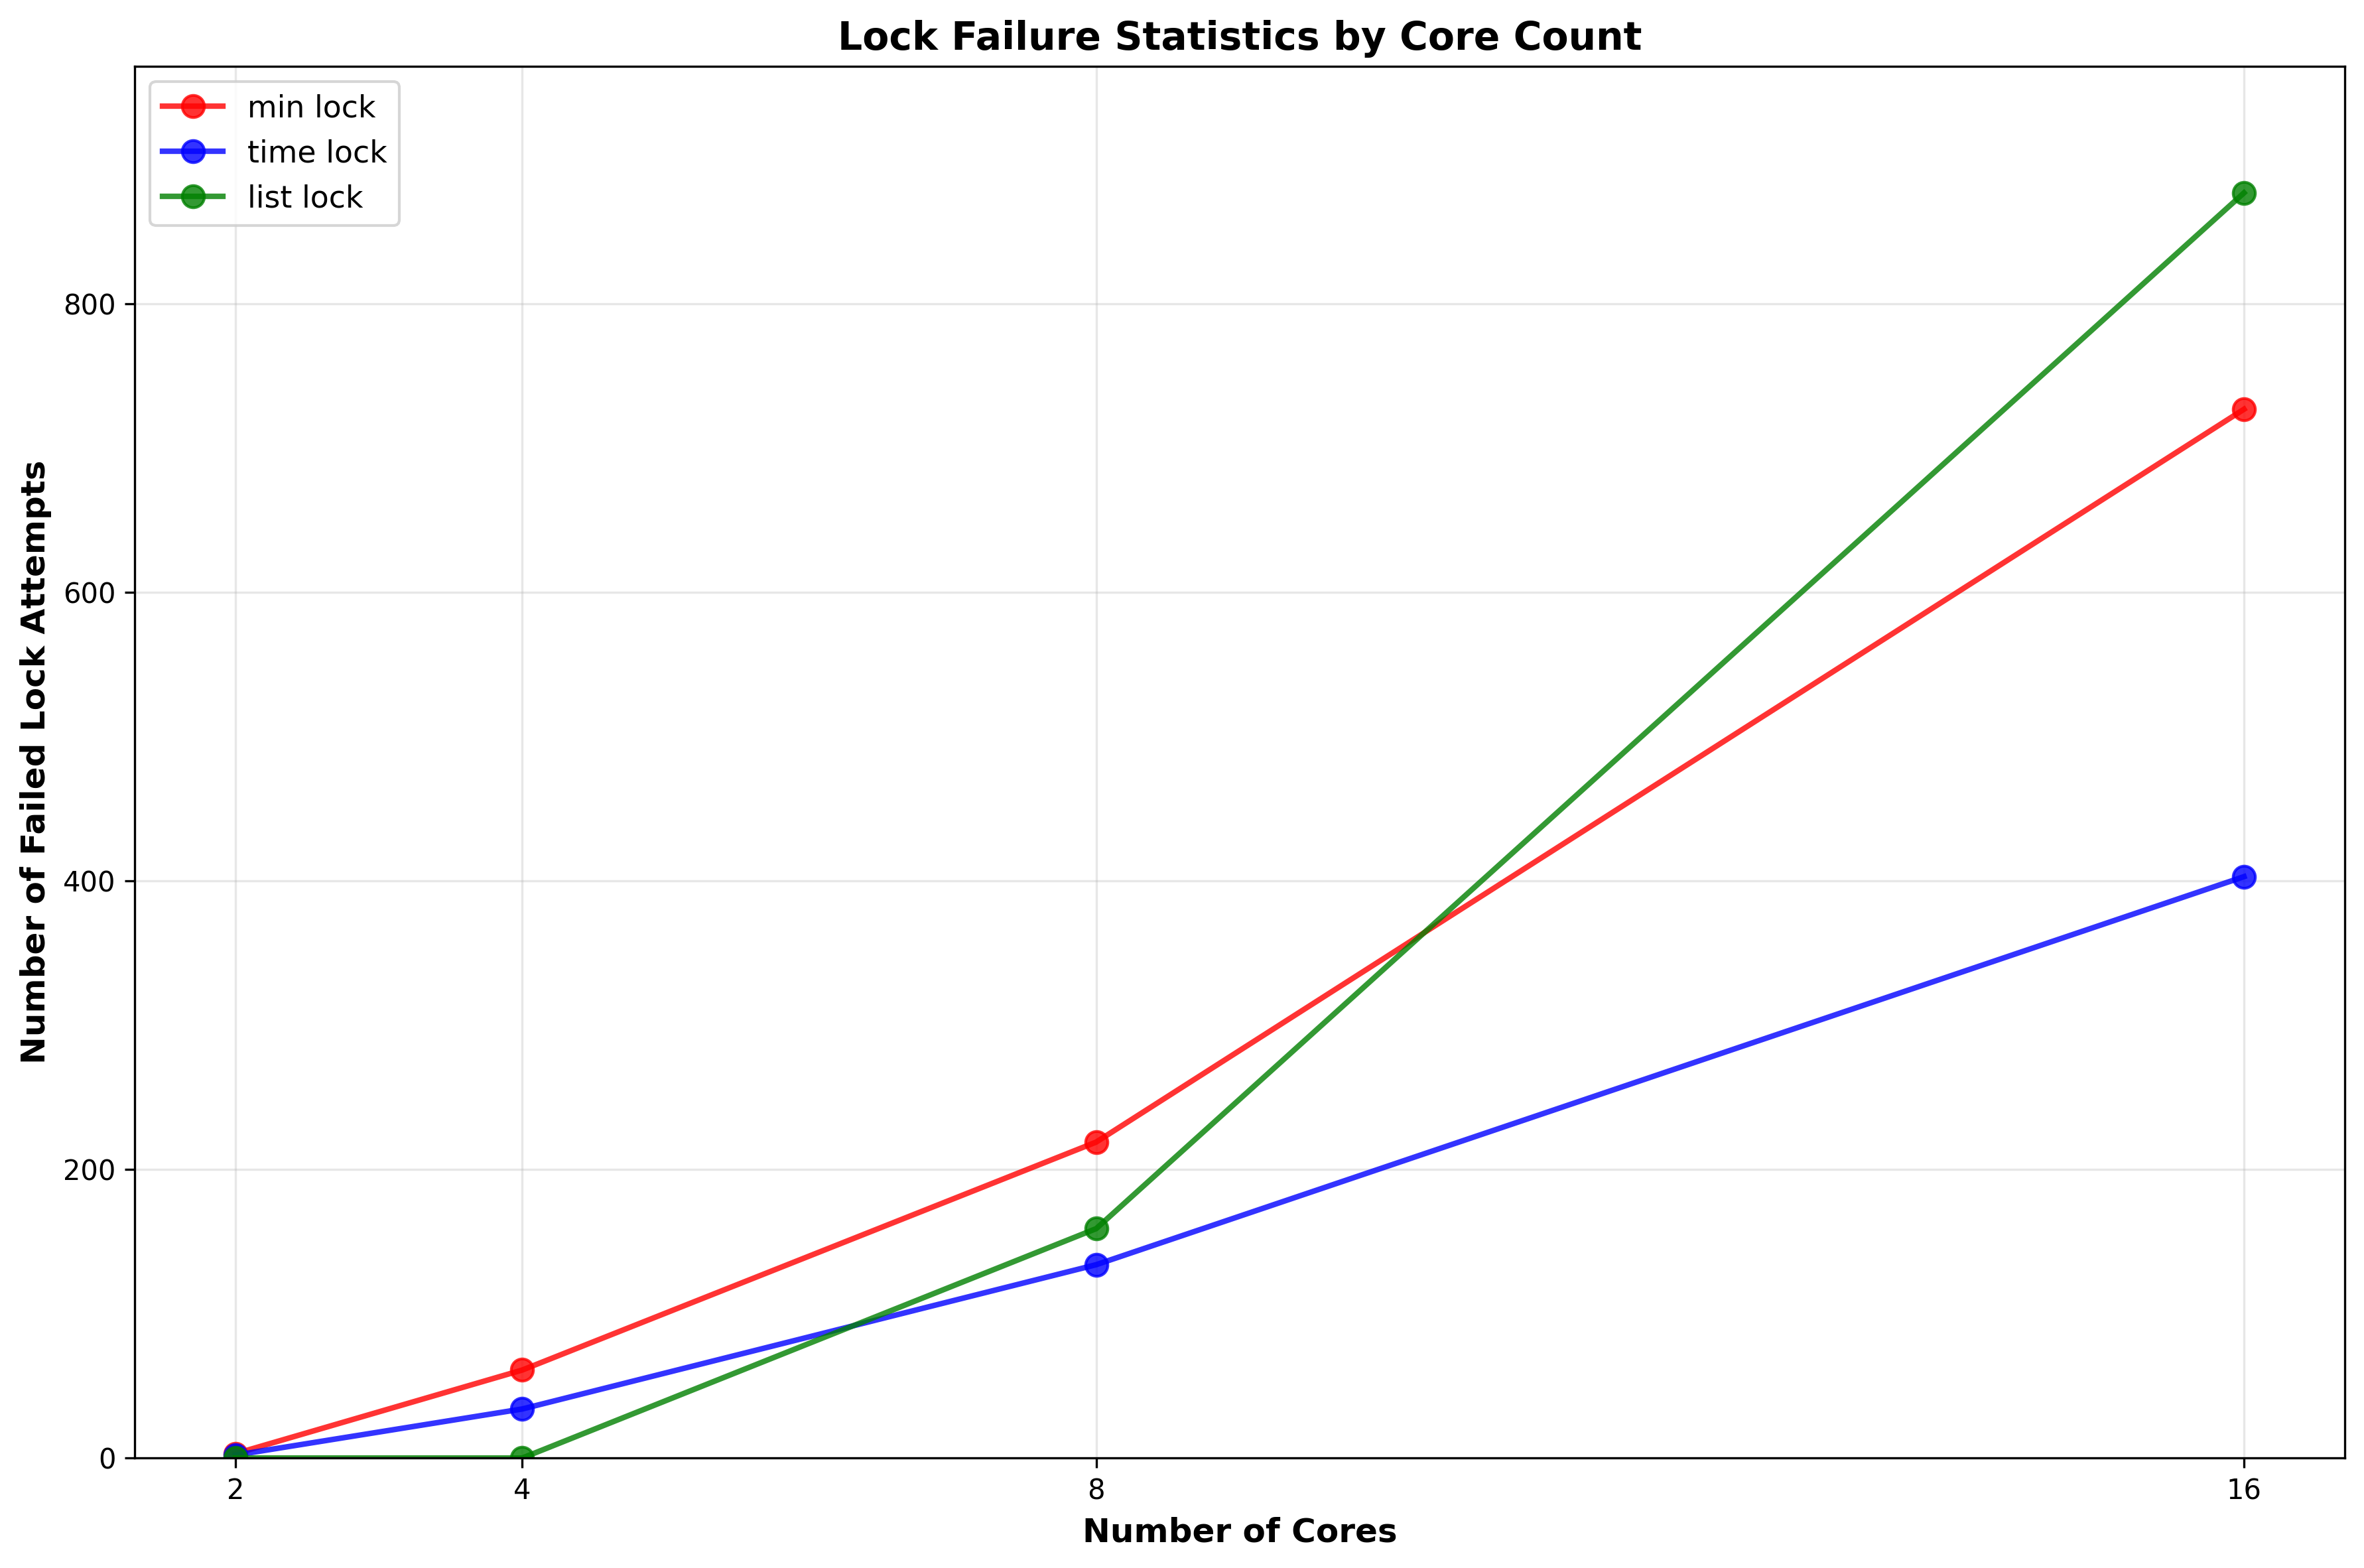 Lock Failure Statistics by Core Count
min lock
time lock
list lock
Number of Failed Lock Attempts
800
600
400
200
0
2
4
8
16
Number of Cores